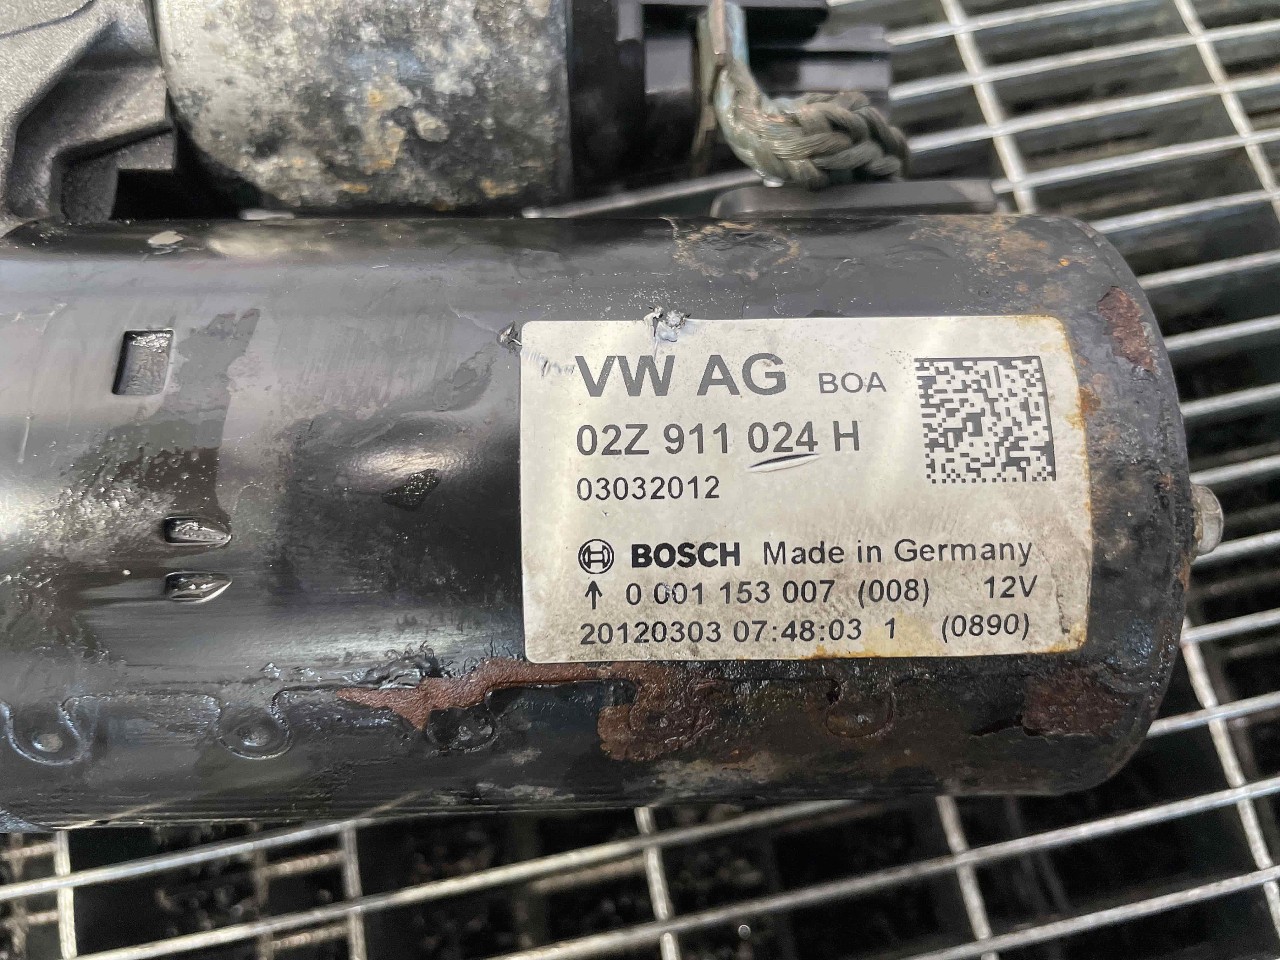 VW AG BOA
02Z 911 024 H
03032012
BOSCH Made in Germany
↑ 0 001 153 007 (008) 12V
20120303 07:48:03 1 (0890)